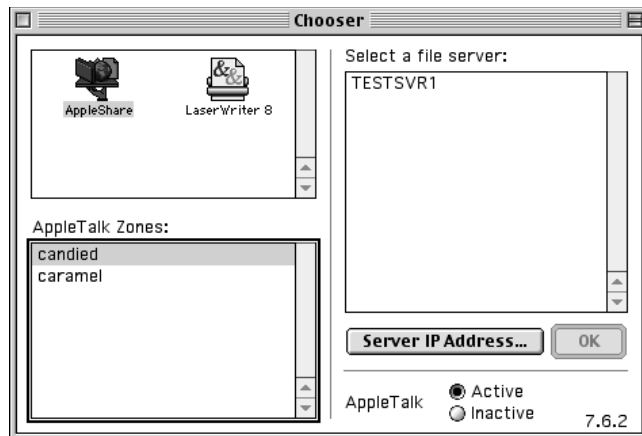 Chooser
AppleShare
LaserWriter 8
AppleTalk Zones:
candied
caramel
Select a file server:
TESTSVR1
Server IP Address...
OK
AppleTalk
Active
Inactive
7.6.2